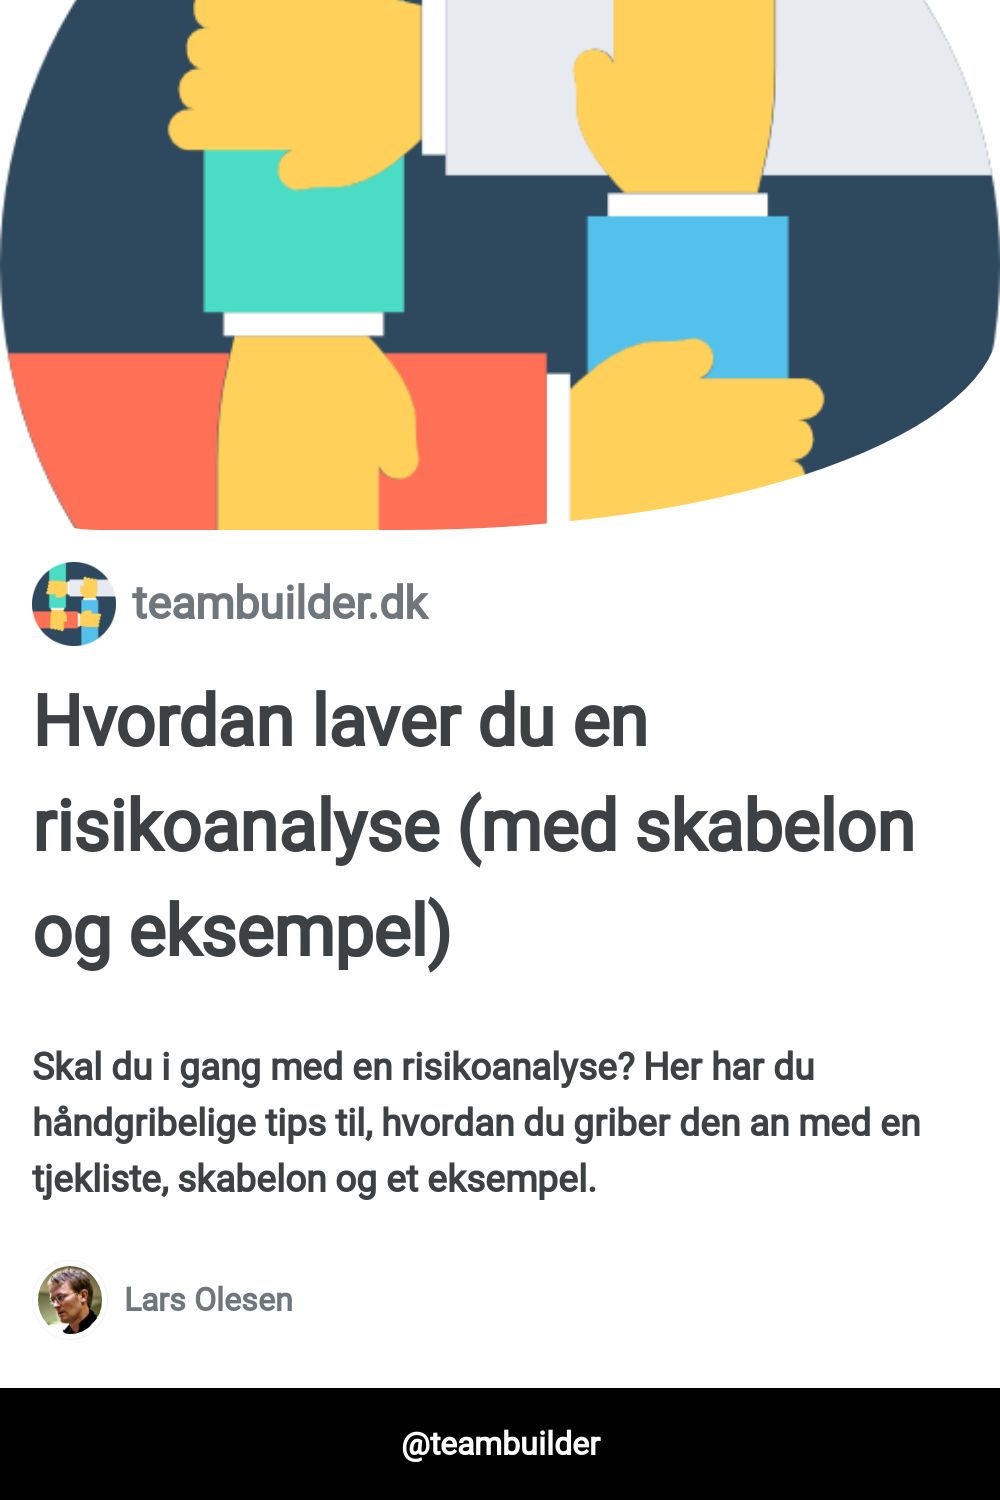 teambuilder.dk
Hvordan laver du en
risikoanalyse (med skabelon
og eksempel)
Skal du i gang med en risikoanalyse? Her har du
håndgribelige tips til, hvordan du griber den an med en
tjekliste, skabelon og et eksempel.
Lars Olesen
@teambuilder